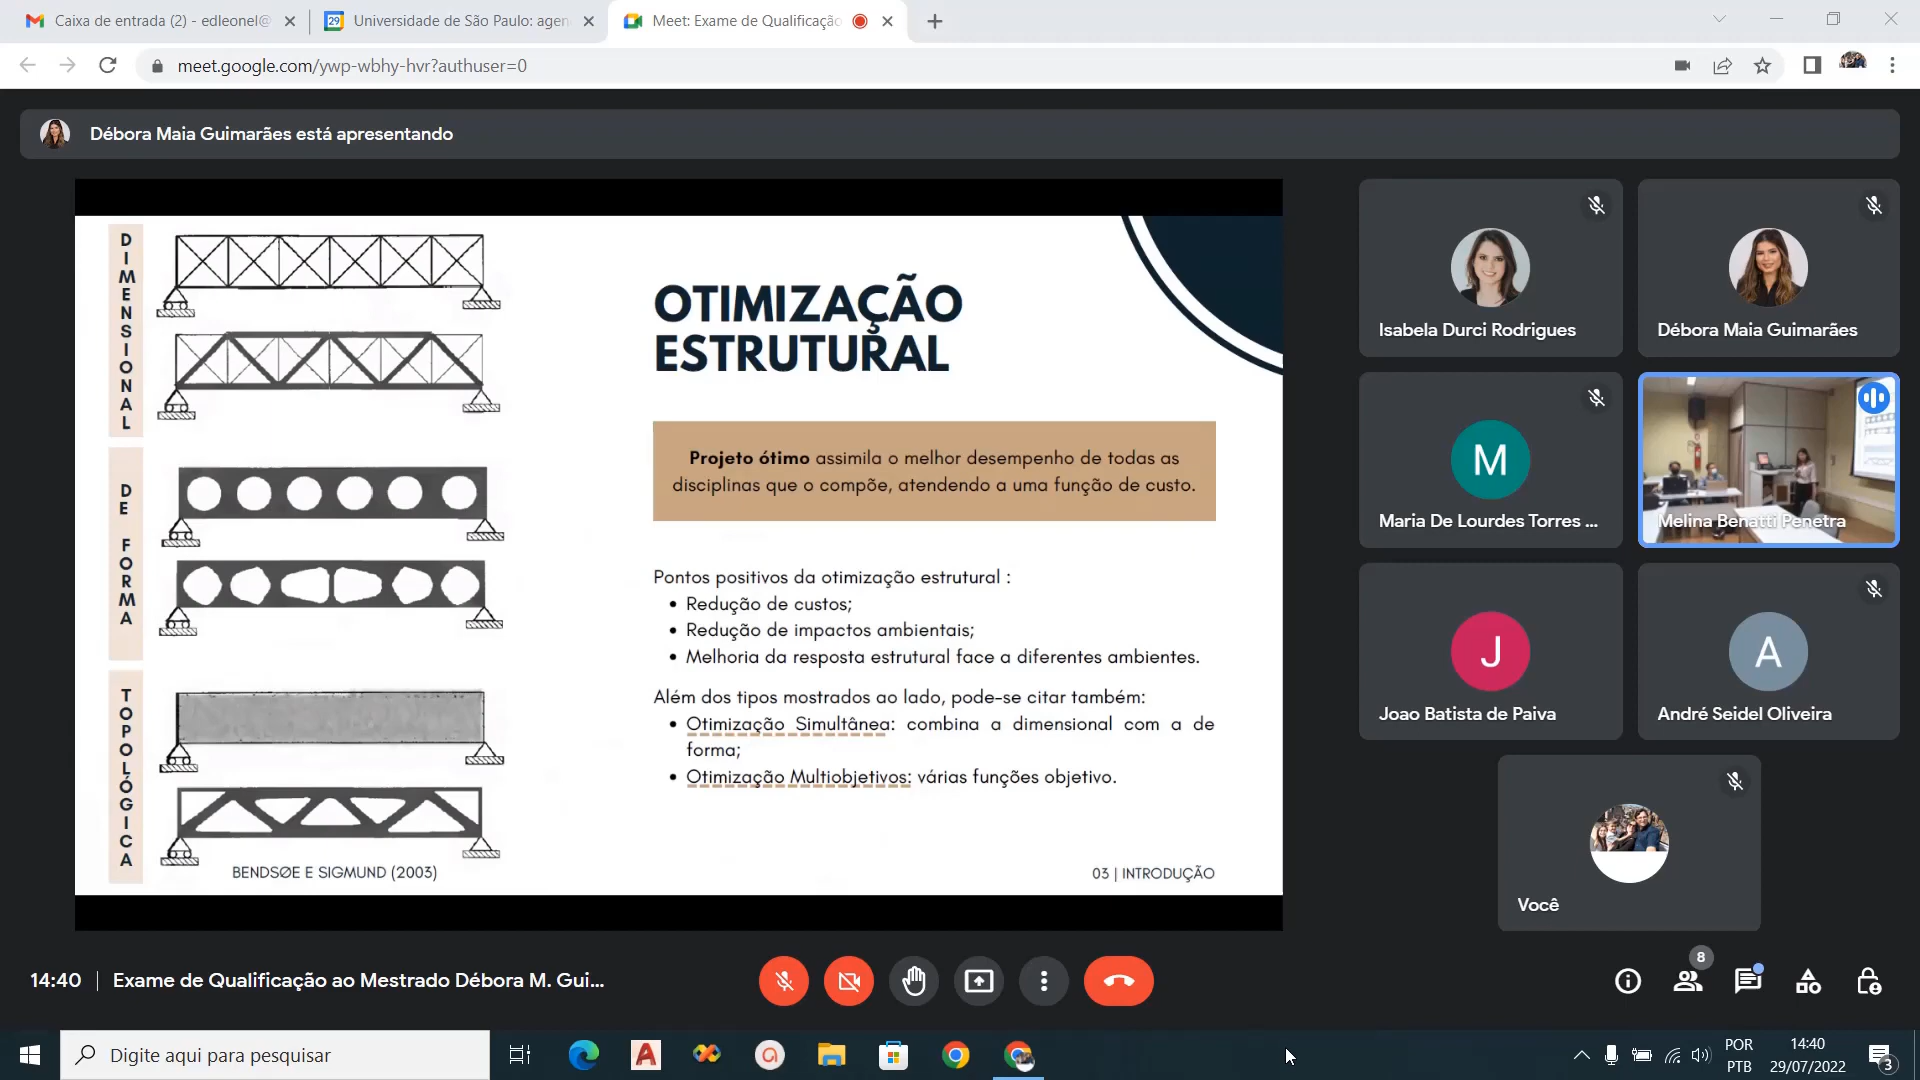 Caixa de entrada (2) - edleonel@
29
Universidade de São Paulo: agen
Meet: Exame de Qualificação
meet.google.com/ywp-wbhy-hvr?authuser=0
Débora Maia Guimarães está apresentando
DIMENSIONAL
DE FORMA
TOPOLÓGICA
BENDSØE E SIGMUND (2003)
OTIMIZAÇÃO
ESTRUTURAL
Projeto ótimo assimila o melhor desempenho de todas as
disciplinas que o compõe, atendendo a uma função de custo.
Pontos positivos da otimização estrutural :
• Redução de custos;
• Redução de impactos ambientais;
• Melhoria da resposta estrutural face a diferentes ambientes.
Além dos tipos mostrados ao lado, pode-se citar também:
• Otimização Simultânea: combina a dimensional com a de
forma;
• Otimização Multiobjetivos: várias funções objetivo.
03 | INTRODUÇÃO
Isabela Durci Rodrigues
Débora Maia Guimarães
M
Maria De Lourdes Torres ...
Melina Benatti Penetra
J
Joao Batista de Paiva
A
André Seidel Oliveira
Você
14:40
Exame de Qualificação ao Mestrado Débora M. Gui...
8
Digite aqui para pesquisar
POR
PTB
14:40
29/07/2022
3